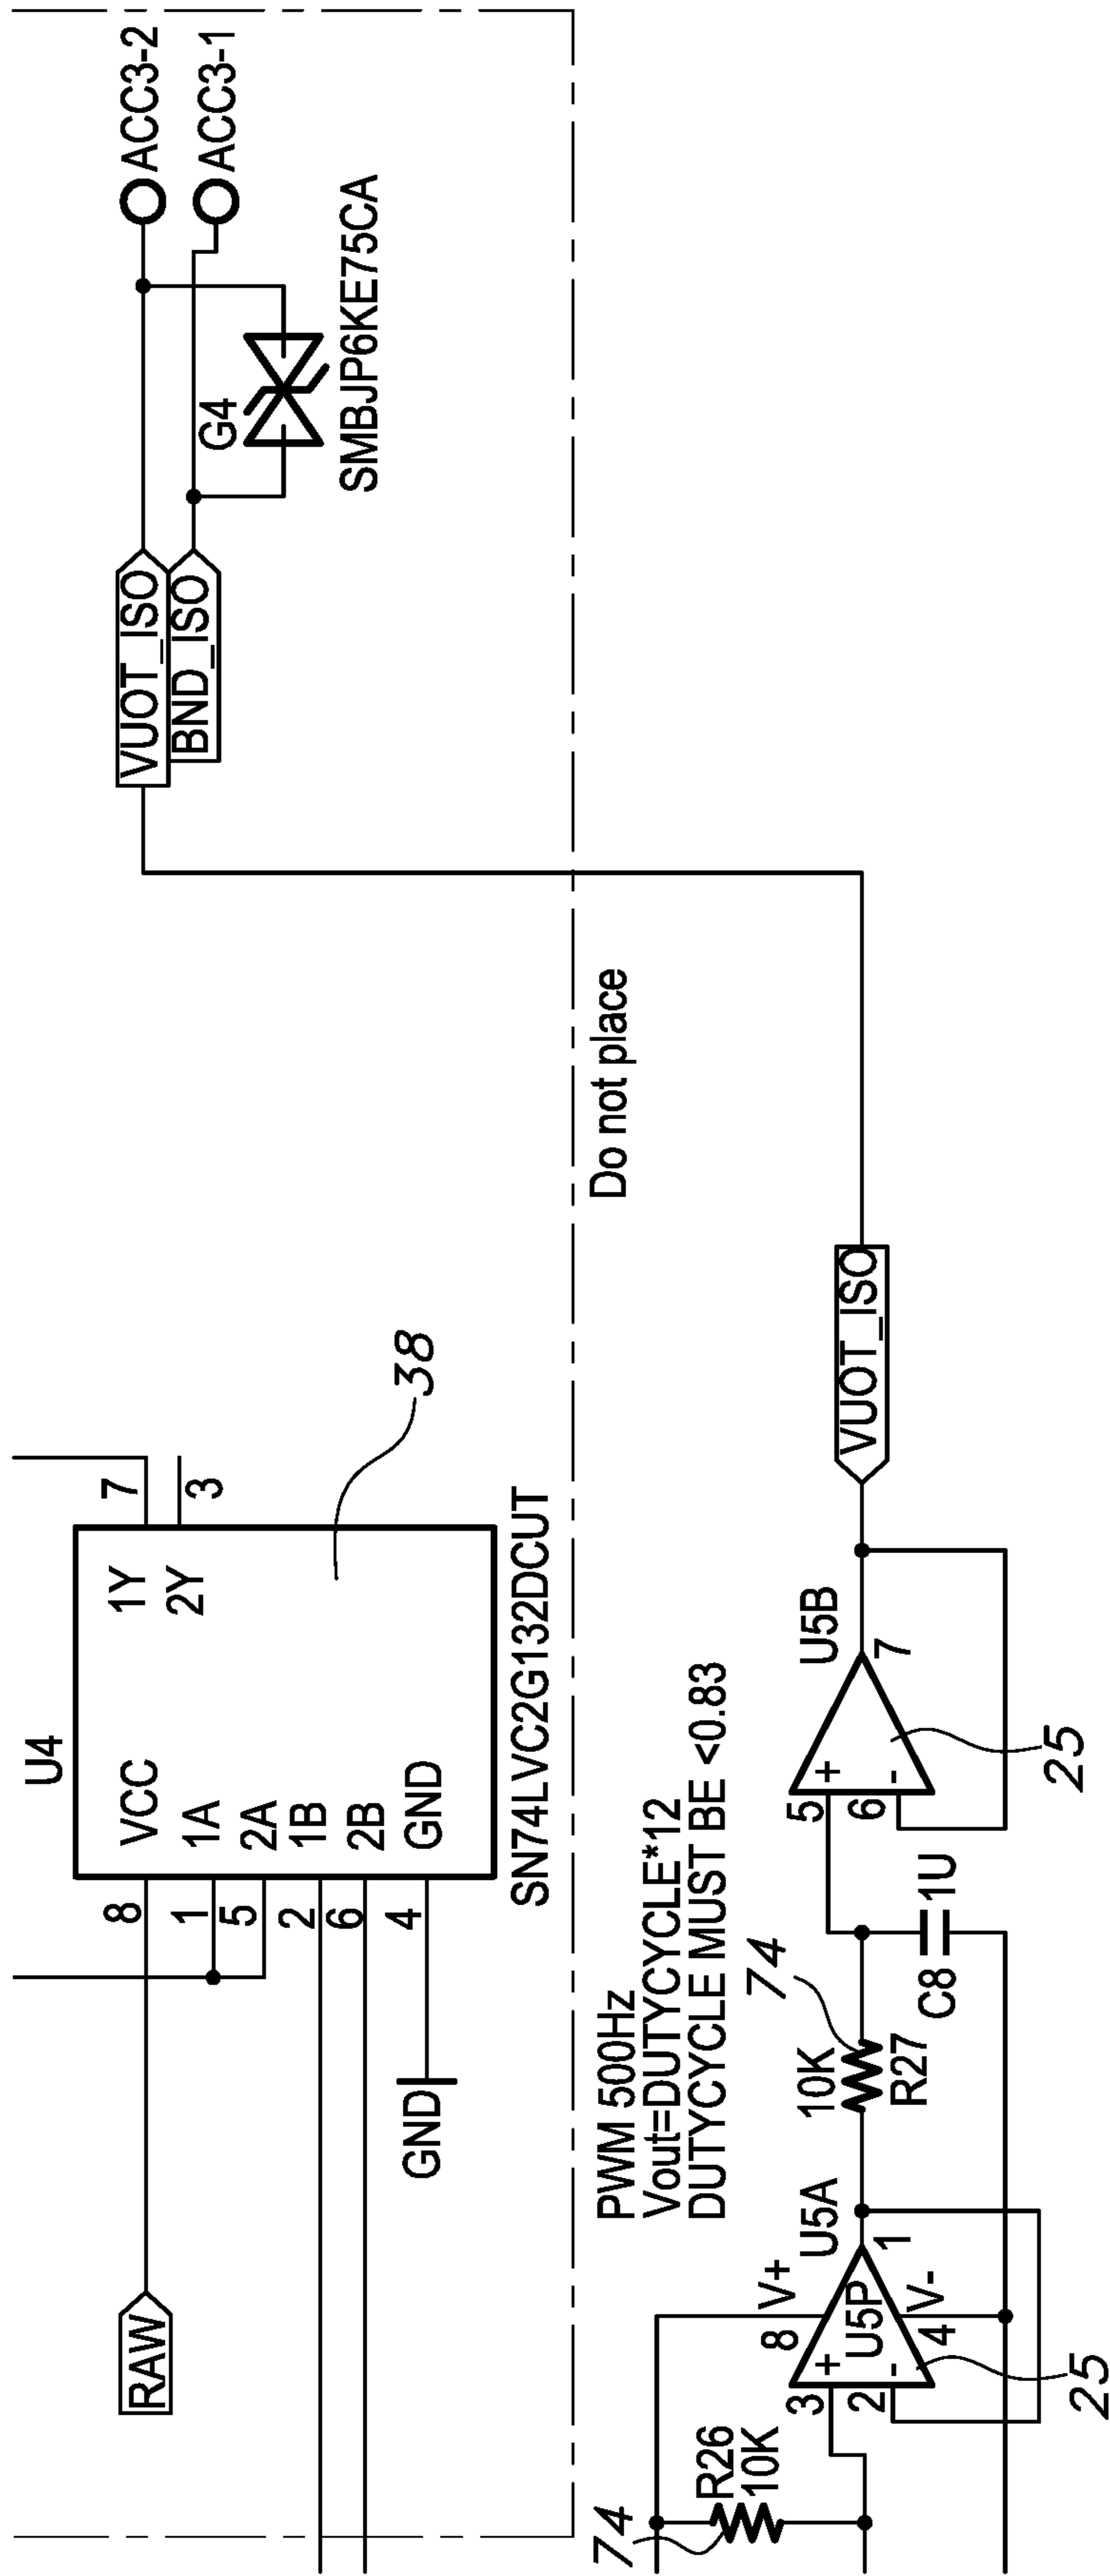 RAW
U4
VCC
1A
2A
1B
2B
GND
1Y
2Y
8
1
5
2
6
4
7
3
GND
38
SN74LVC2G132DCUT
VUOT_ISO
BND_ISO
ACC3-2
ACC3-1
G4
SMBJP6KE75CA
Do not place
PWM 500Hz
Vout=DUTYCYCLE*12
DUTYCYCLE MUST BE <0.83
74
R26
10K
3
2
+
-
8
V+
U5P
4
V-
U5A
1
25
10K
R27
74
C8
1U
5
6
+
-
U5B
7
25
VUOT_ISO